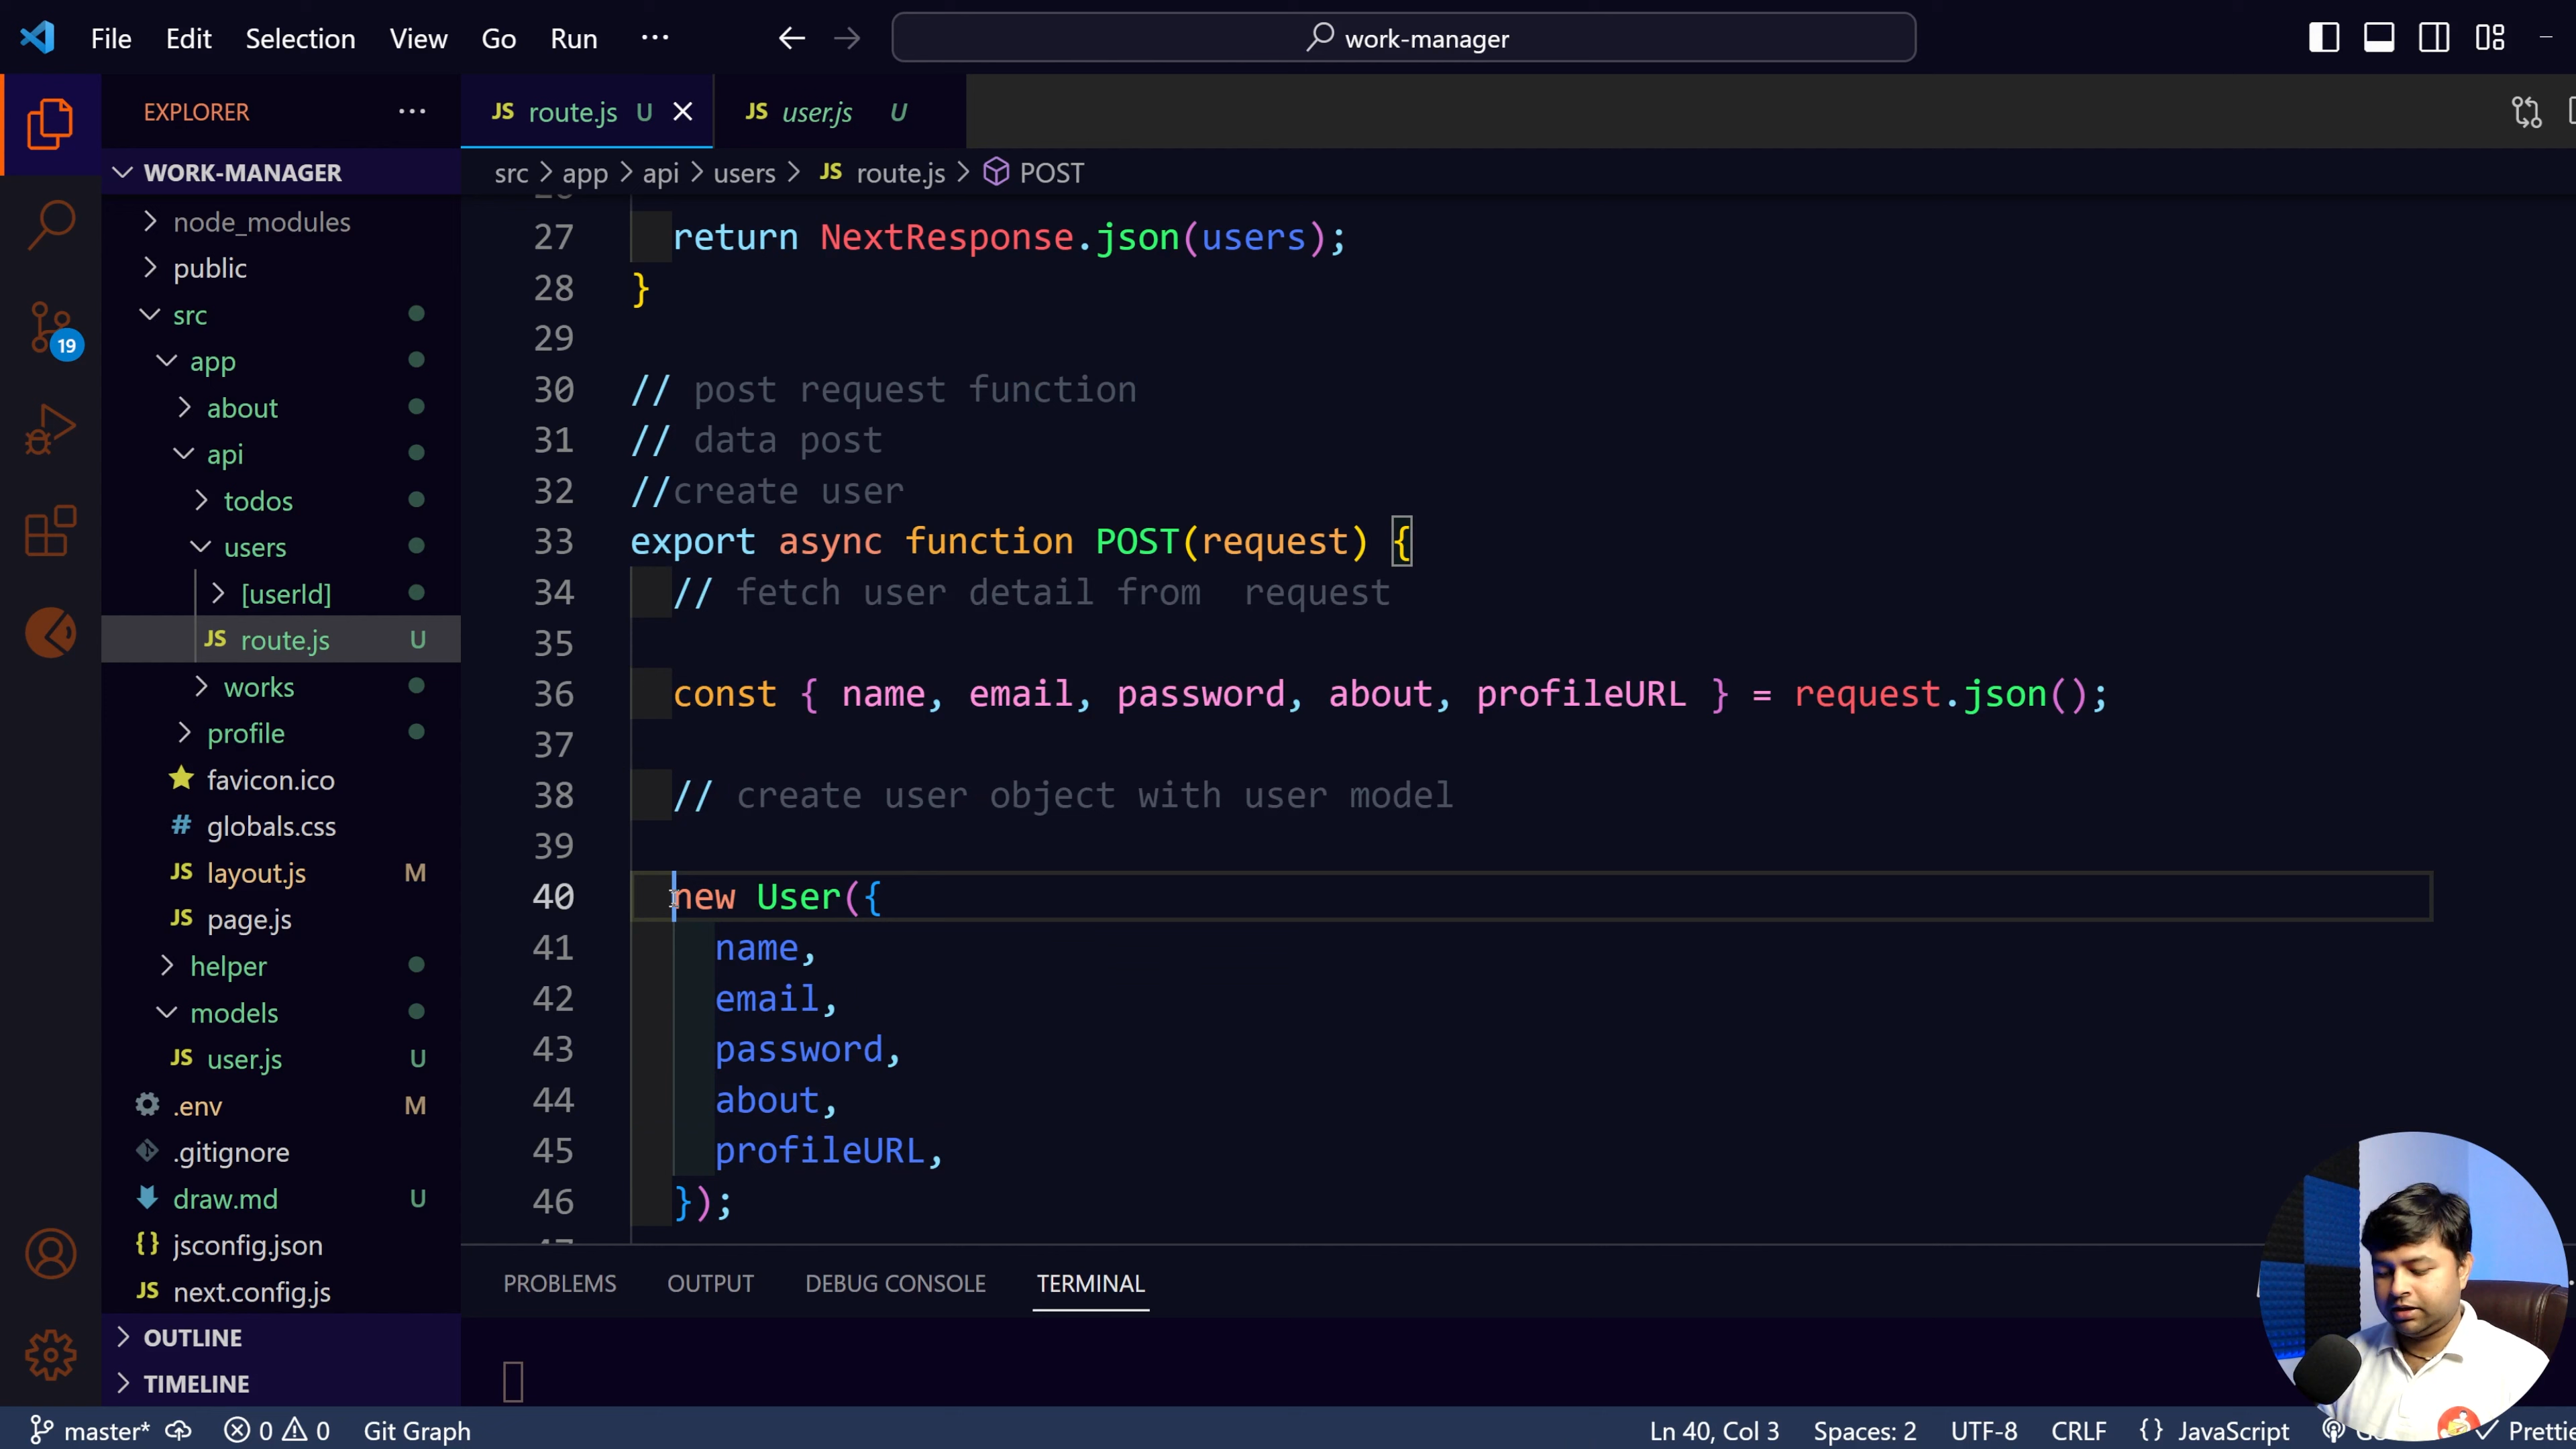 File Edit Selection View Go Run ··· work-manager
EXPLORER ···
JS route.js U
JS user.js U
WORK-MANAGER
src > app > api > users > JS route.js > POST
node_modules
public
src
app
about
api
todos
users
[userId]
JS route.js U
works
profile
favicon.ico
# globals.css
JS layout.js M
JS page.js
helper
models
JS user.js U
.env M
.gitignore
draw.md U
{} jsconfig.json
JS next.config.js
OUTLINE
TIMELINE
19
27 return NextResponse.json(users);
28 }
29
30 // post request function
31 // data post
32 //create user
33 export async function POST(request) {
34 // fetch user detail from  request
35
36 const { name, email, password, about, profileURL } = request.json();
37
38 // create user object with user model
39
40 new User({
41 name,
42 email,
43 password,
44 about,
45 profileURL,
46 });
PROBLEMS OUTPUT DEBUG CONSOLE TERMINAL
master* 0 0 Git Graph Ln 40, Col 3 Spaces: 2 UTF-8 CRLF {} JavaScript